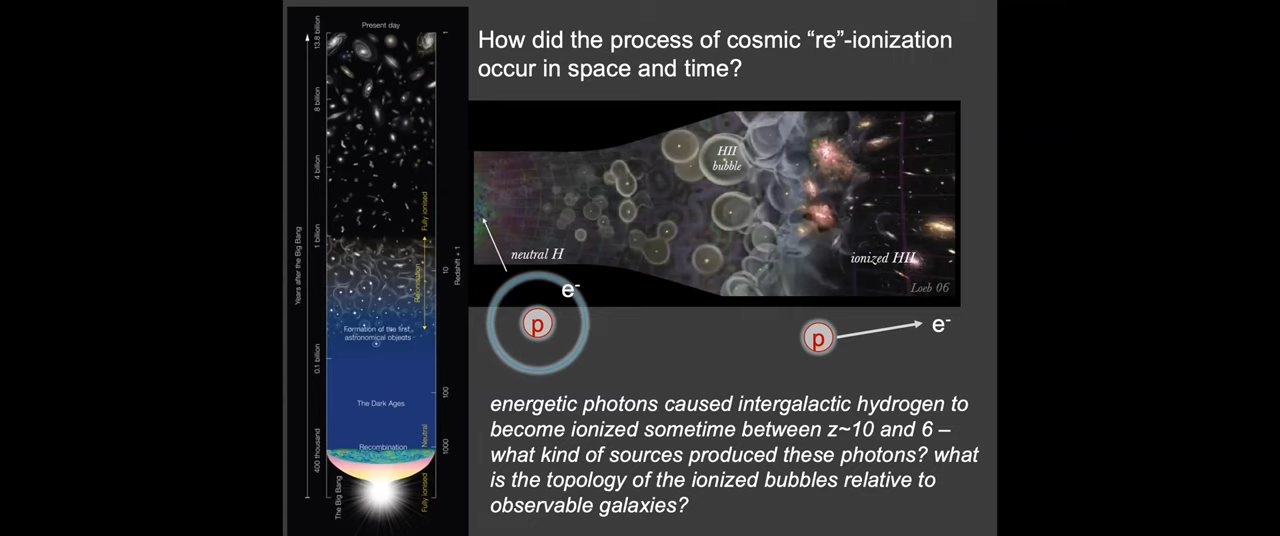 How did the process of cosmic “re”-ionization
occur in space and time?
Present day
13.8 billion
8 billion
4 billion
1 billion
0.1 billion
400 thousand
The Big Bang
Years after the Big Bang
1
10
100
1000
Redshift + 1
Fully ionised
Reionisation
Neutral
Fully ionised
Formation of the first
astronomical objects
The Dark Ages
Recombination
HII
bubble
neutral H
ionized HII
Loeb 06
e-
p
p
e-
energetic photons caused intergalactic hydrogen to
become ionized sometime between z~10 and 6 –
what kind of sources produced these photons? what
is the topology of the ionized bubbles relative to
observable galaxies?